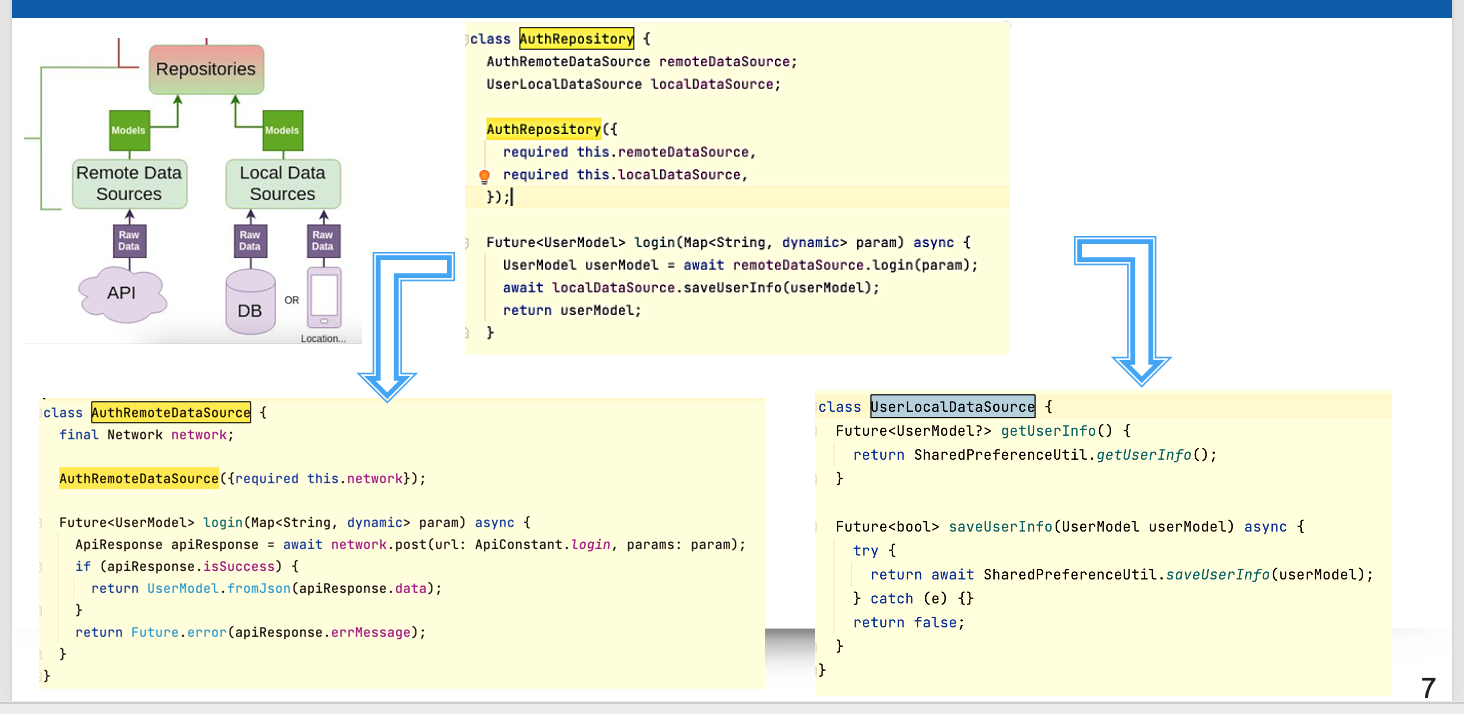 Repositories
Models
Models
Remote Data
Sources
Local Data
Sources
Raw
Data
Raw
Data
Raw
Data
API
DB
OR
Location...
class AuthRepository {
AuthRemoteDataSource remoteDataSource;
UserLocalDataSource localDataSource;
AuthRepository({
required this.remoteDataSource,
required this.localDataSource,
});
Future<UserModel> login(Map<String, dynamic> param) async {
UserModel userModel = await remoteDataSource.login(param);
await localDataSource.saveUserInfo(userModel);
return userModel;
}
class AuthRemoteDataSource {
final Network network;
AuthRemoteDataSource({required this.network});
Future<UserModel> login(Map<String, dynamic> param) async {
ApiResponse apiResponse = await network.post(url: ApiConstant.login, params: param);
if (apiResponse.isSuccess) {
return UserModel.fromJson(apiResponse.data);
}
return Future.error(apiResponse.errMessage);
}
}
class UserLocalDataSource {
Future<UserModel?> getUserInfo() {
return SharedPreferenceUtil.getUserInfo();
}
Future<bool> saveUserInfo(UserModel userModel) async {
try {
return await SharedPreferenceUtil.saveUserInfo(userModel);
} catch (e) {}
return false;
}
}
7